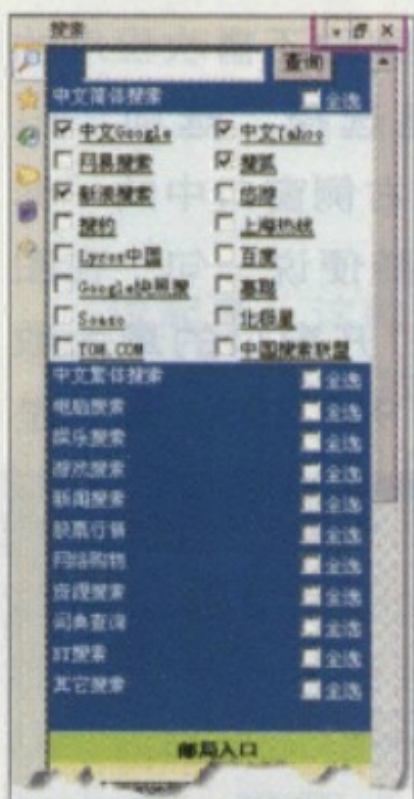 搜索
查询
中文简体搜索 全选
中文Google 中文Yahoo
网易搜索 搜狐
新浪搜索 悠游
搜豹 上海热线
Lycos中国 百度
Google快照搜 慧聪
Soaso 北极星
TOM.COM 中国搜索联盟
中文繁体搜索 全选
电脑搜索 全选
娱乐搜索 全选
游戏搜索 全选
新闻搜索 全选
股票行情 全选
网络购物 全选
旅游搜索 全选
词典查询 全选
BT搜索 全选
其它搜索 全选
邮局入口